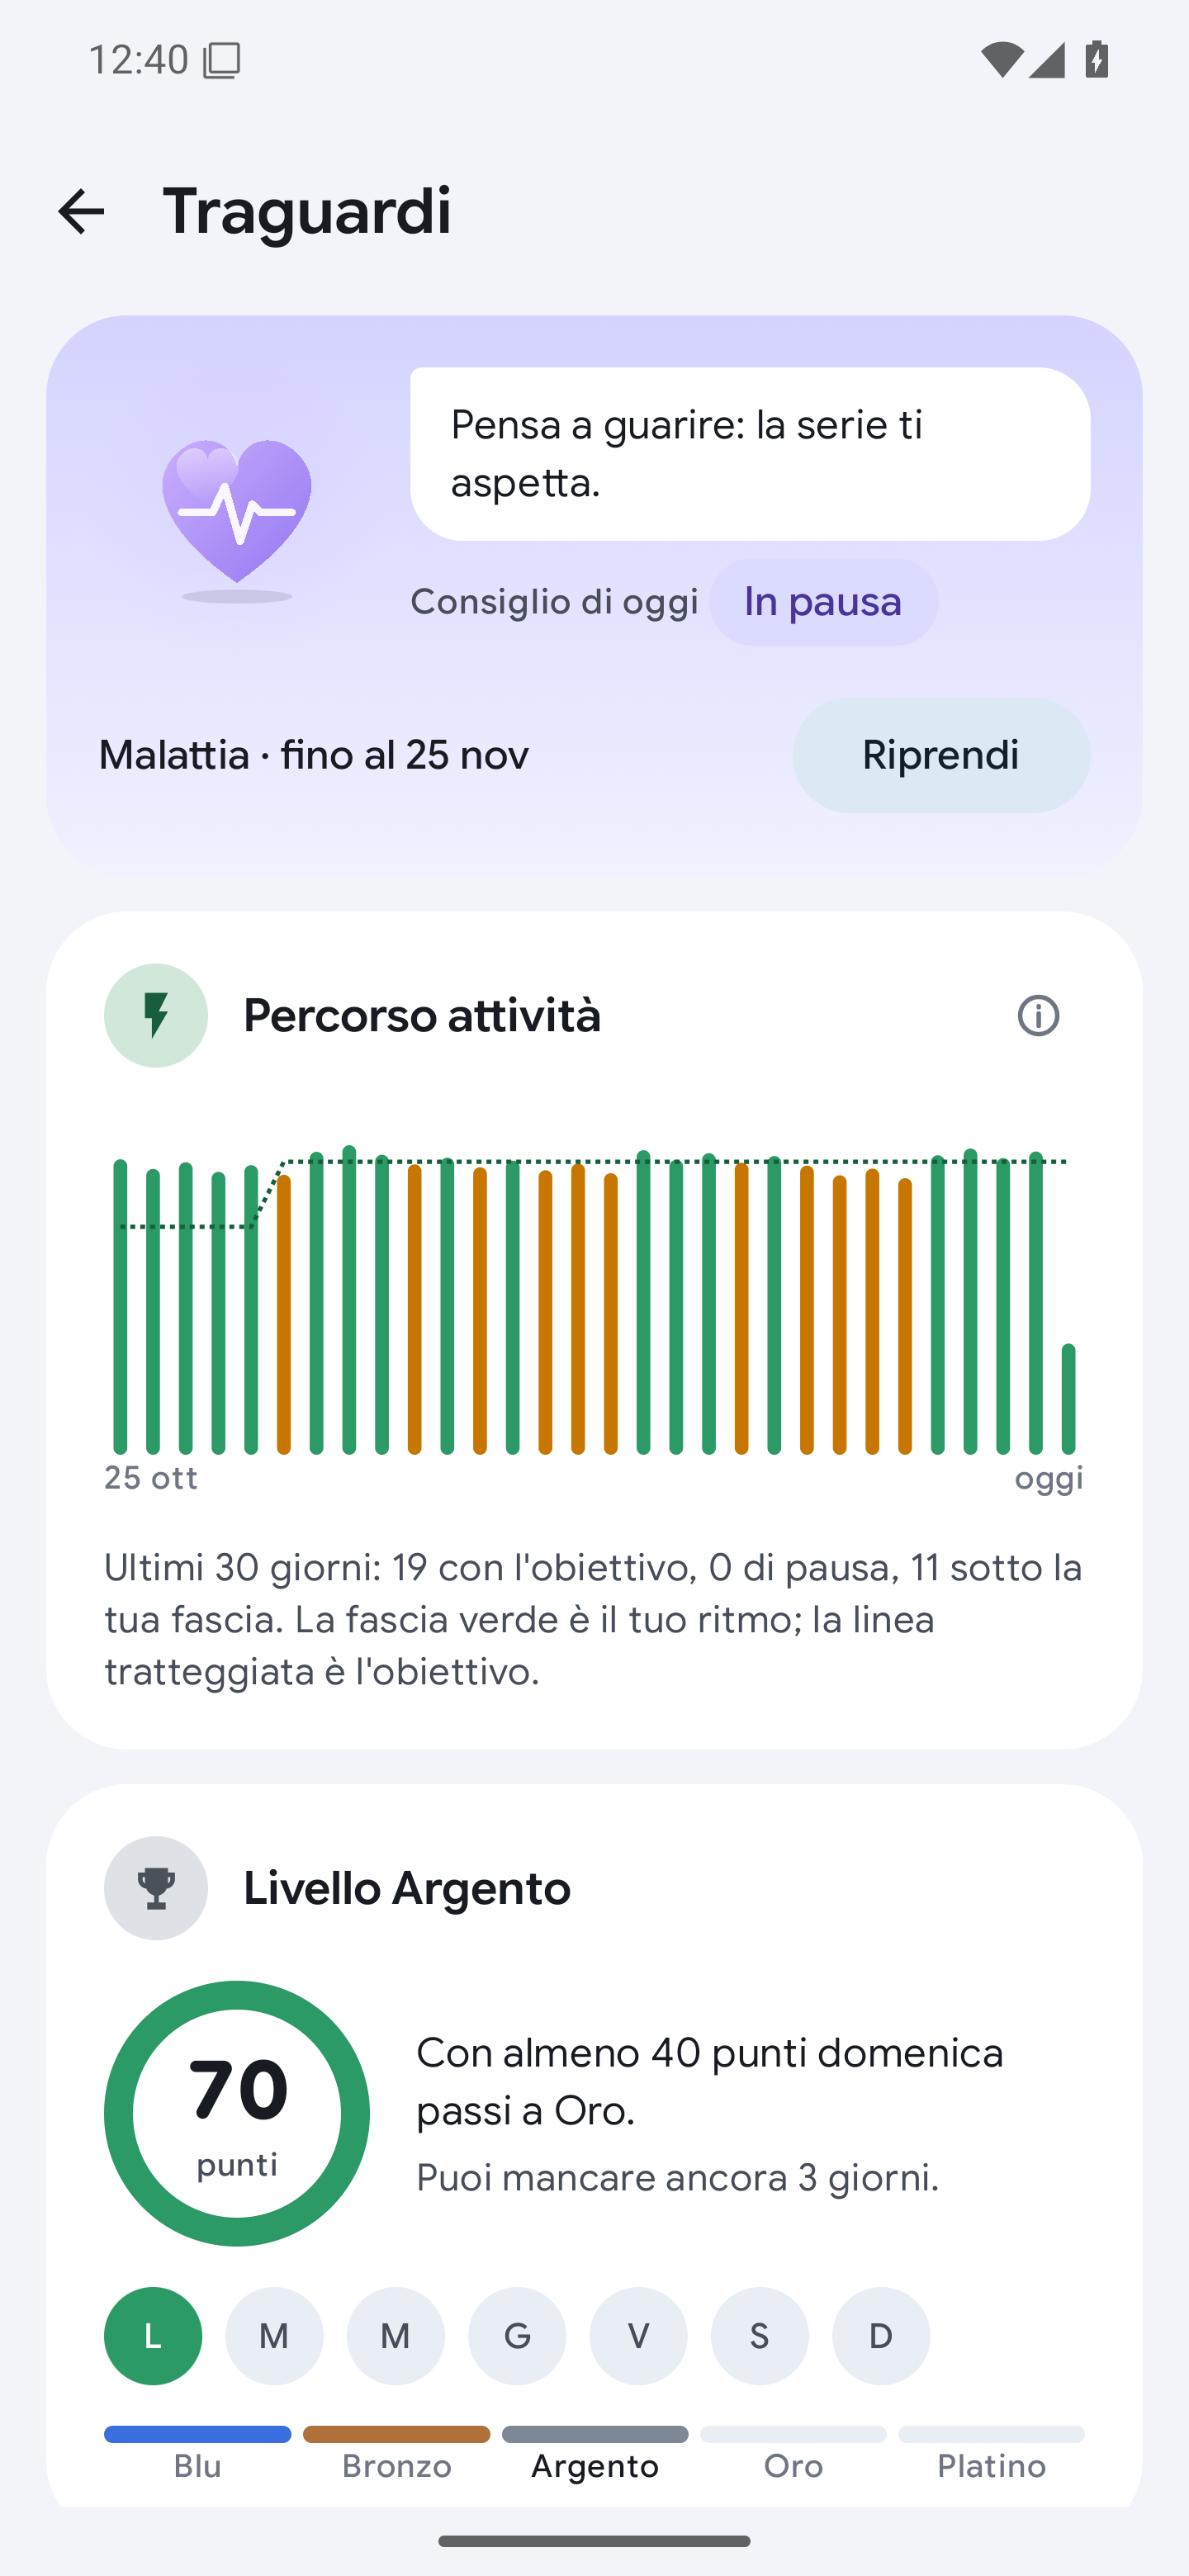 12:40
Traguardi
Pensa a guarire: la serie ti
aspetta.
Consiglio di oggi
In pausa
Malattia · fino al 25 nov
Riprendi
Percorso attività
25 ott
oggi
Ultimi 30 giorni: 19 con l'obiettivo, 0 di pausa, 11 sotto la
tua fascia. La fascia verde è il tuo ritmo; la linea
tratteggiata è l'obiettivo.
Livello Argento
70
punti
Con almeno 40 punti domenica
passi a Oro.
Puoi mancare ancora 3 giorni.
L M M G V S D
Blu Bronzo Argento Oro Platino